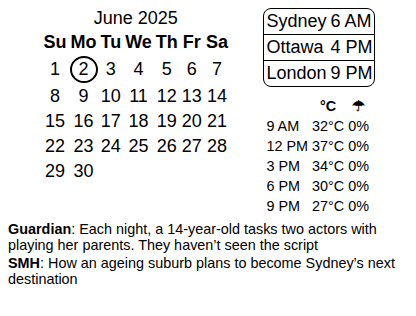 June 2025
Su Mo Tu We Th Fr Sa
1 2 3 4 5 6 7
8 9 10 11 12 13 14
15 16 17 18 19 20 21
22 23 24 25 26 27 28
29 30
Sydney 6 AM
Ottawa 4 PM
London 9 PM
°C ☂
9 AM 32°C 0%
12 PM 37°C 0%
3 PM 34°C 0%
6 PM 30°C 0%
9 PM 27°C 0%
Guardian: Each night, a 14-year-old tasks two actors with
playing her parents. They haven’t seen the script
SMH: How an ageing suburb plans to become Sydney’s next
destination